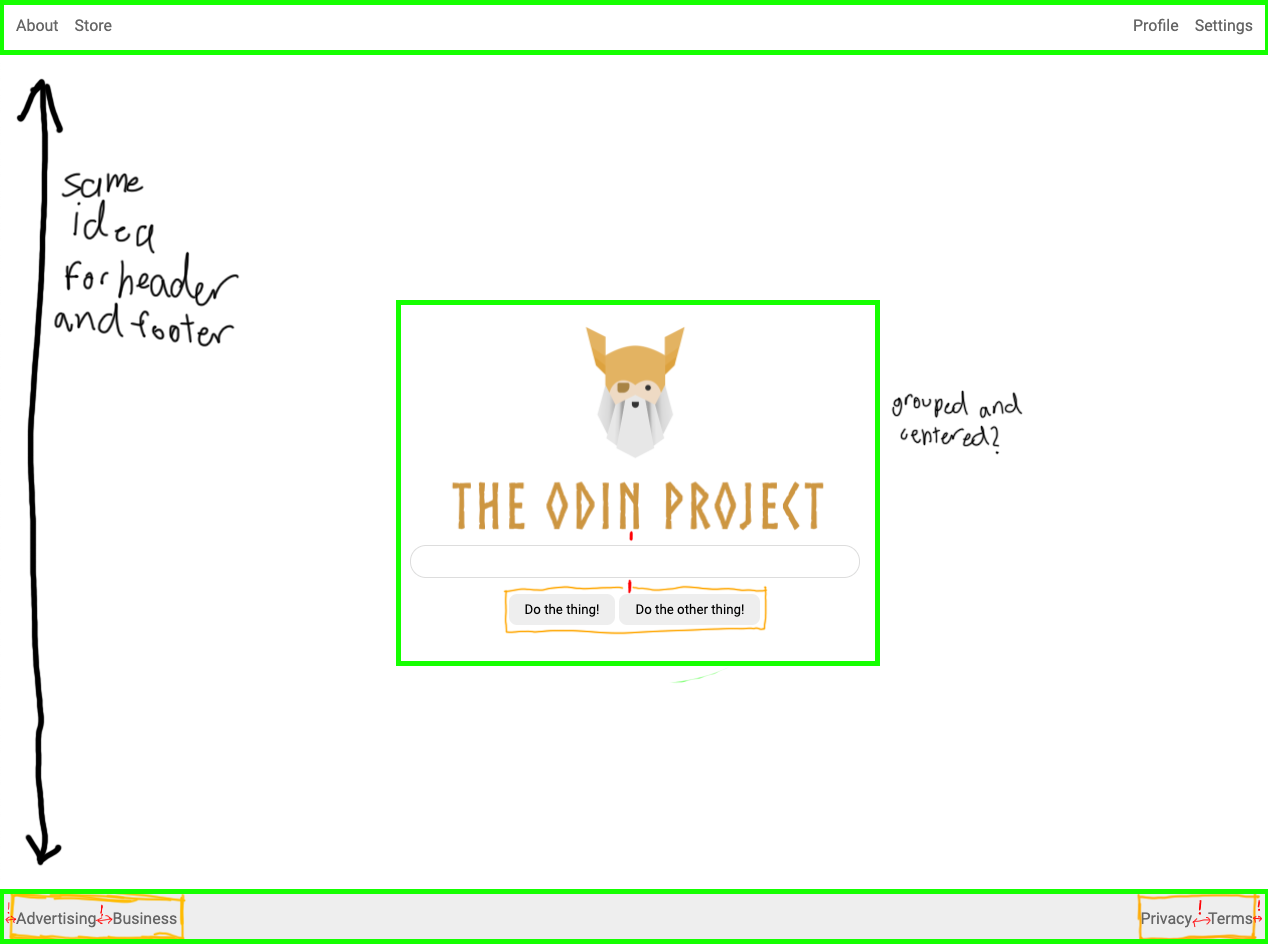 About Store Profile Settings
same
idea
for header
and footer
grouped and
centered?
THE ODIN PROJECT
Do the thing! Do the other thing!
! Advertising ! Business Privacy ! Terms !